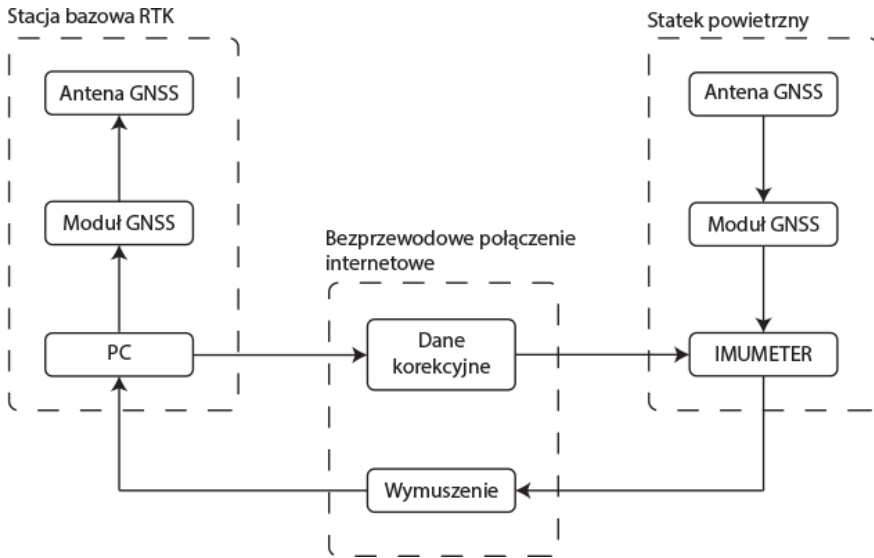 Stacja bazowa RTK
Statek powietrzny
Antena GNSS
Antena GNSS
Moduł GNSS
Moduł GNSS
Bezprzewodowe połączenie
internetowe
PC
Dane
korekcyjne
IMUMETER
Wymuszenie